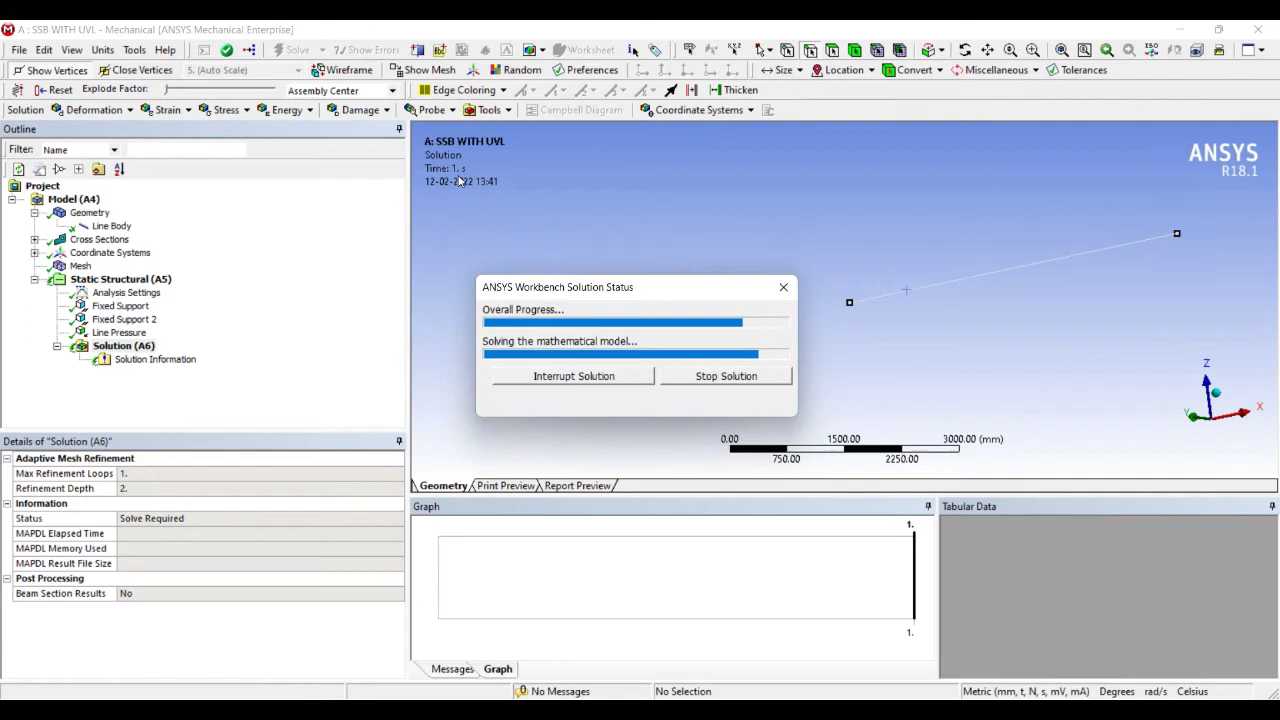 A : SSB WITH UVL - Mechanical [ANSYS Mechanical Enterprise]
File Edit View Units Tools Help Solve Show Errors Worksheet
Show Vertices Close Vertices 5. (Auto Scale) Wireframe Show Mesh Random Preferences Size Location Convert Miscellaneous Tolerances
Reset Explode Factor: Assembly Center Edge Coloring Thicken
Solution Deformation Strain Stress Energy Damage Probe Tools Campbell Diagram Coordinate Systems
Outline
Filter: Name
Project
Model (A4)
Geometry
Line Body
Cross Sections
Coordinate Systems
Mesh
Static Structural (A5)
Analysis Settings
Fixed Support
Fixed Support 2
Line Pressure
Solution (A6)
Solution Information
A: SSB WITH UVL
Solution
Time: 1. s
12-02-2022 13:41
ANSYS
R18.1
ANSYS Workbench Solution Status
Overall Progress...
Solving the mathematical model...
Interrupt Solution Stop Solution
Z
Y
X
0.00 1500.00 3000.00 (mm)
750.00 2250.00
Geometry Print Preview Report Preview
Details of "Solution (A6)"
Adaptive Mesh Refinement
Max Refinement Loops 1.
Refinement Depth 2.
Information
Status Solve Required
MAPDL Elapsed Time
MAPDL Memory Used
MAPDL Result File Size
Post Processing
Beam Section Results No
Graph
1.
1.
Messages Graph
Tabular Data
No Messages No Selection Metric (mm, t, N, s, mV, mA) Degrees rad/s Celsius